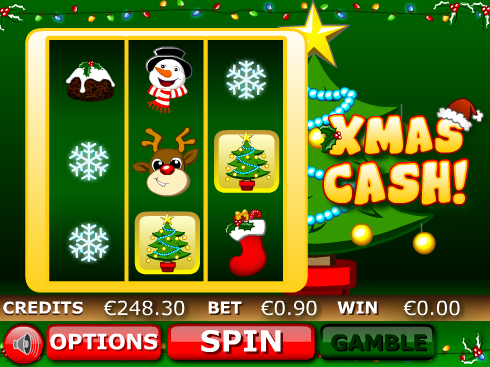 XMAS
CASH!
CREDITS €248.30 BET €0.90 WIN €0.00
OPTIONS SPIN GAMBLE